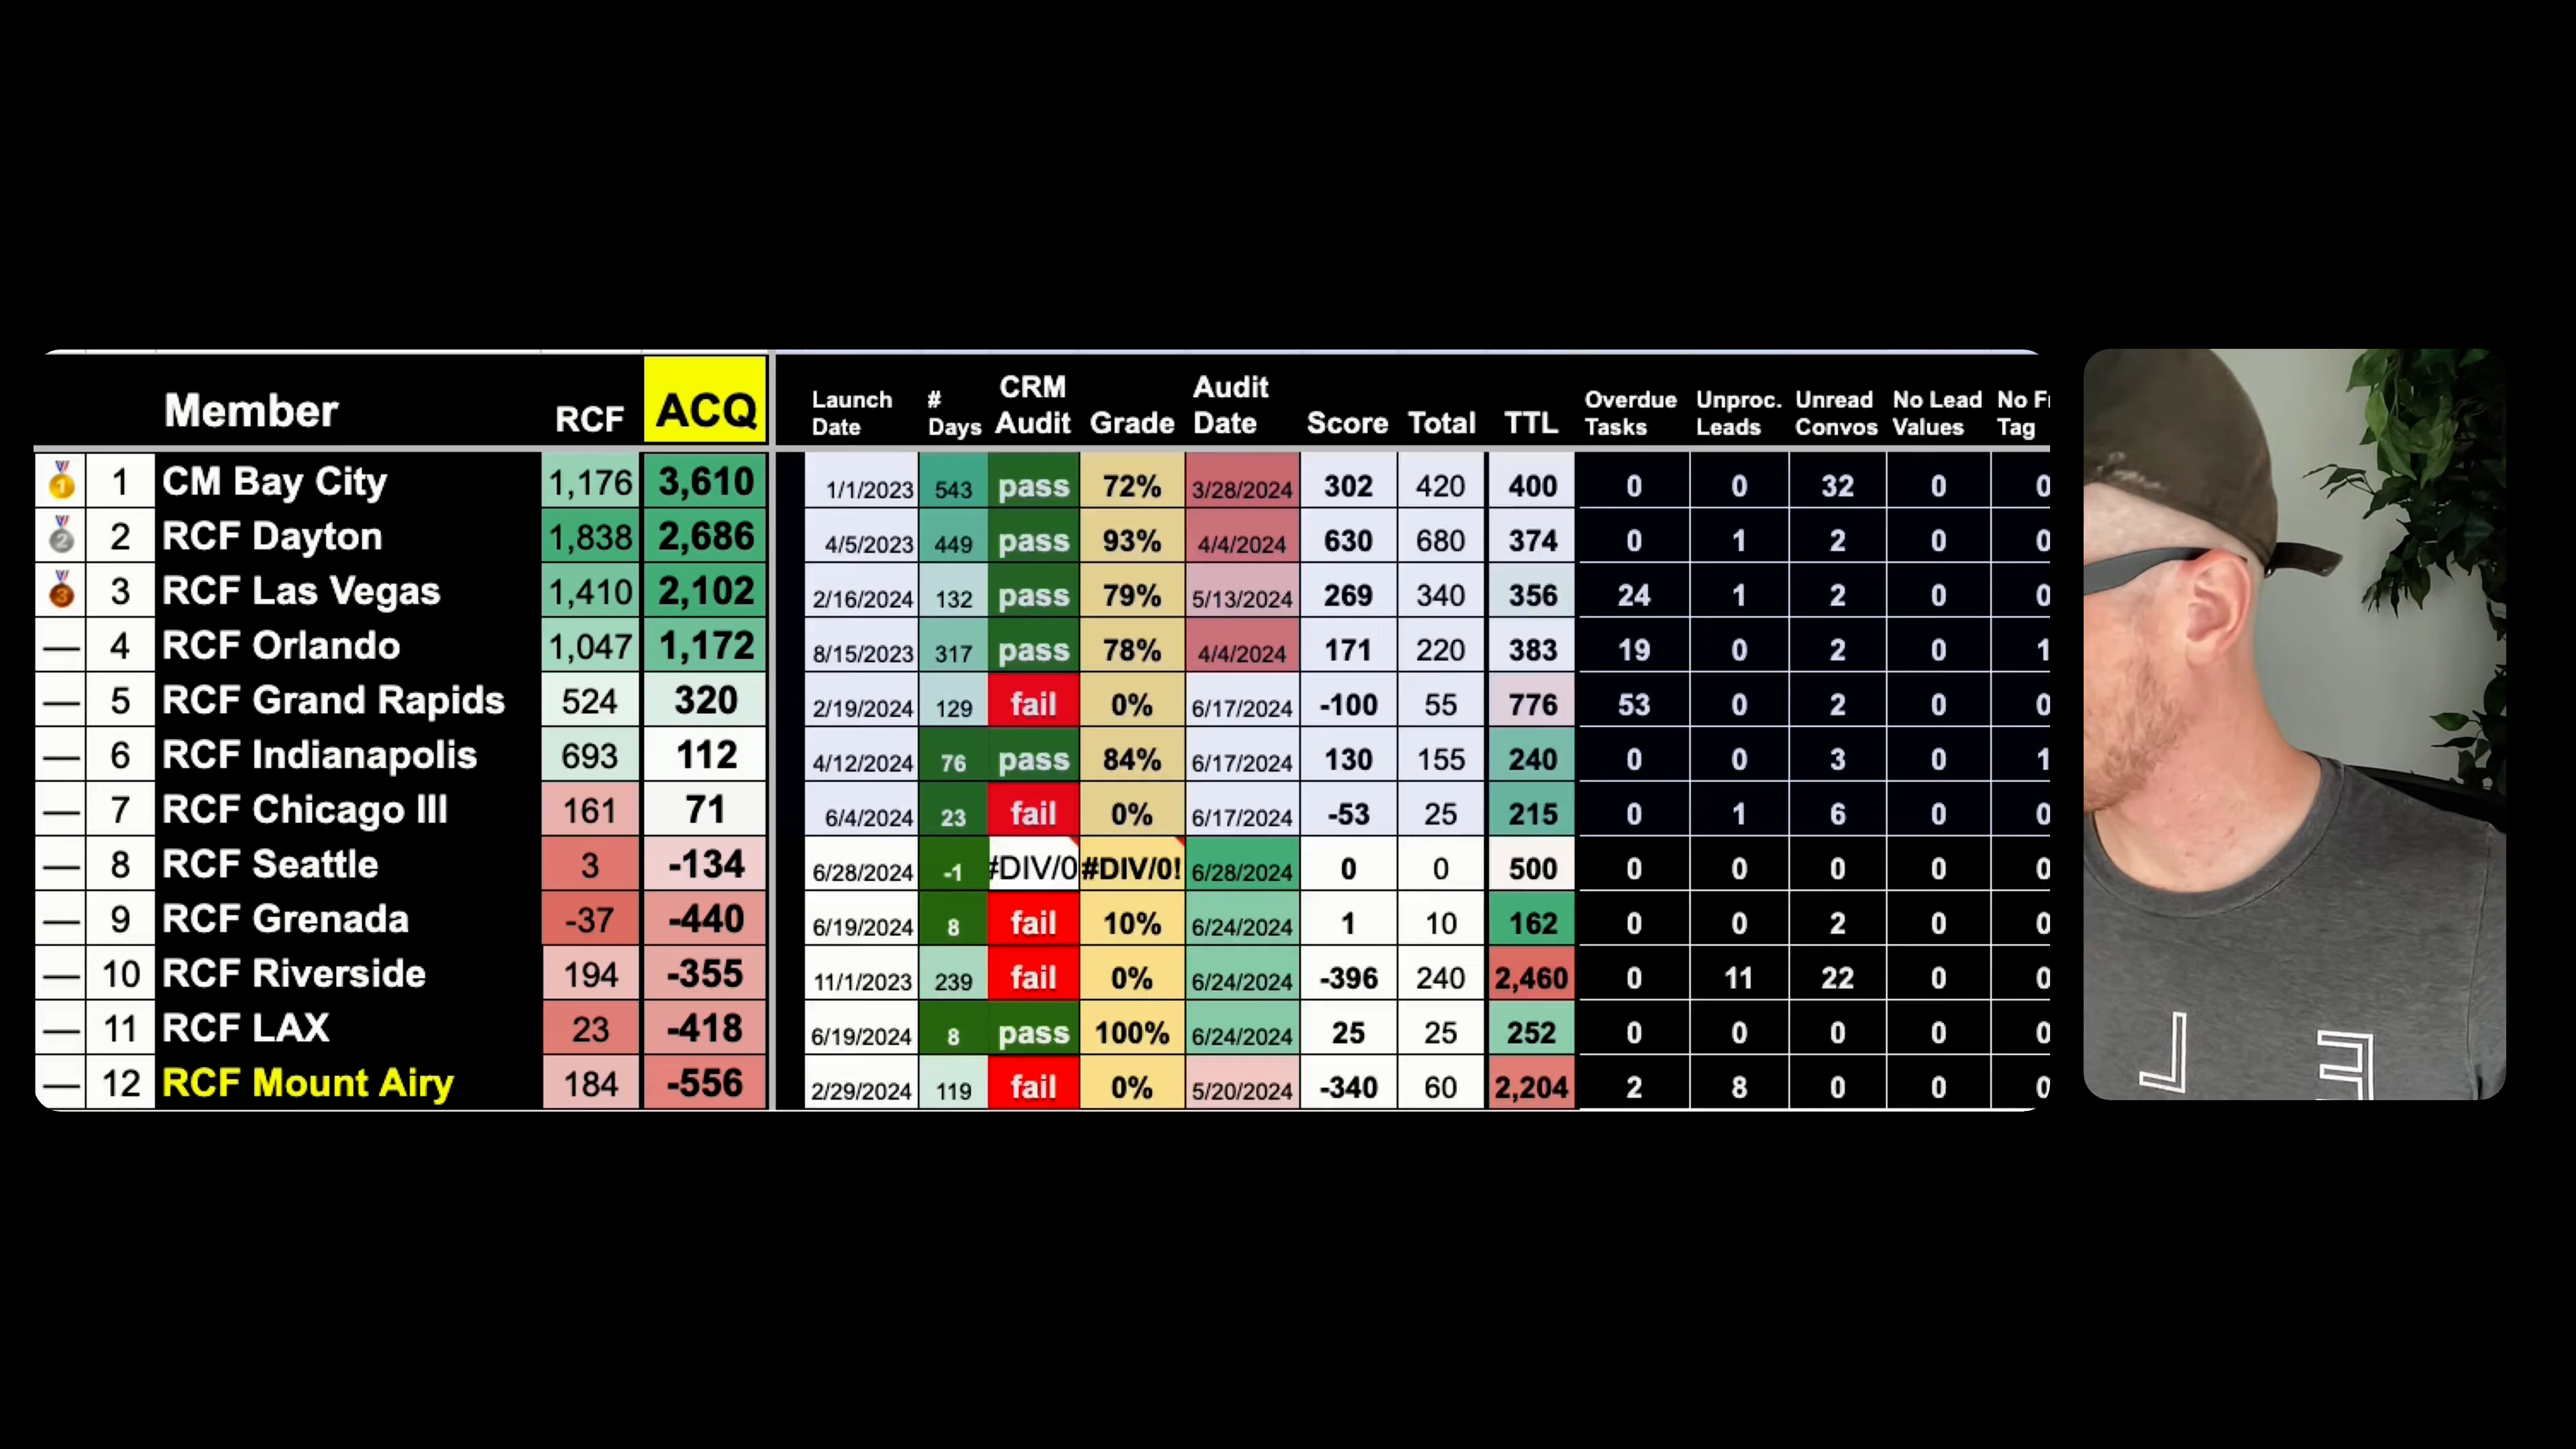 Member RCF ACQ Launch Date # Days CRM Audit Grade Audit Date Score Total TTL Overdue Tasks Unproc. Leads Unread Convos No Lead Values No Tag
1 1 CM Bay City 1,176 3,610 1/1/2023 543 pass 72% 3/28/2024 302 420 400 0 0 32 0 0
2 2 RCF Dayton 1,838 2,686 4/5/2023 449 pass 93% 4/4/2024 630 680 374 0 1 2 0 0
3 3 RCF Las Vegas 1,410 2,102 2/16/2024 132 pass 79% 5/13/2024 269 340 356 24 1 2 0 0
— 4 RCF Orlando 1,047 1,172 8/15/2023 317 pass 78% 4/4/2024 171 220 383 19 0 2 0 1
— 5 RCF Grand Rapids 524 320 2/19/2024 129 fail 0% 6/17/2024 -100 55 776 53 0 2 0 0
— 6 RCF Indianapolis 693 112 4/12/2024 76 pass 84% 6/17/2024 130 155 240 0 0 3 0 1
— 7 RCF Chicago III 161 71 6/4/2024 23 fail 0% 6/17/2024 -53 25 215 0 1 6 0 0
— 8 RCF Seattle 3 -134 6/28/2024 -1 #DIV/0 #DIV/0! 6/28/2024 0 0 500 0 0 0 0 0
— 9 RCF Grenada -37 -440 6/19/2024 8 fail 10% 6/24/2024 1 10 162 0 0 2 0 0
— 10 RCF Riverside 194 -355 11/1/2023 239 fail 0% 6/24/2024 -396 240 2,460 0 11 22 0 0
— 11 RCF LAX 23 -418 6/19/2024 8 pass 100% 6/24/2024 25 25 252 0 0 0 0 0
— 12 RCF Mount Airy 184 -556 2/29/2024 119 fail 0% 5/20/2024 -340 60 2,204 2 8 0 0 0